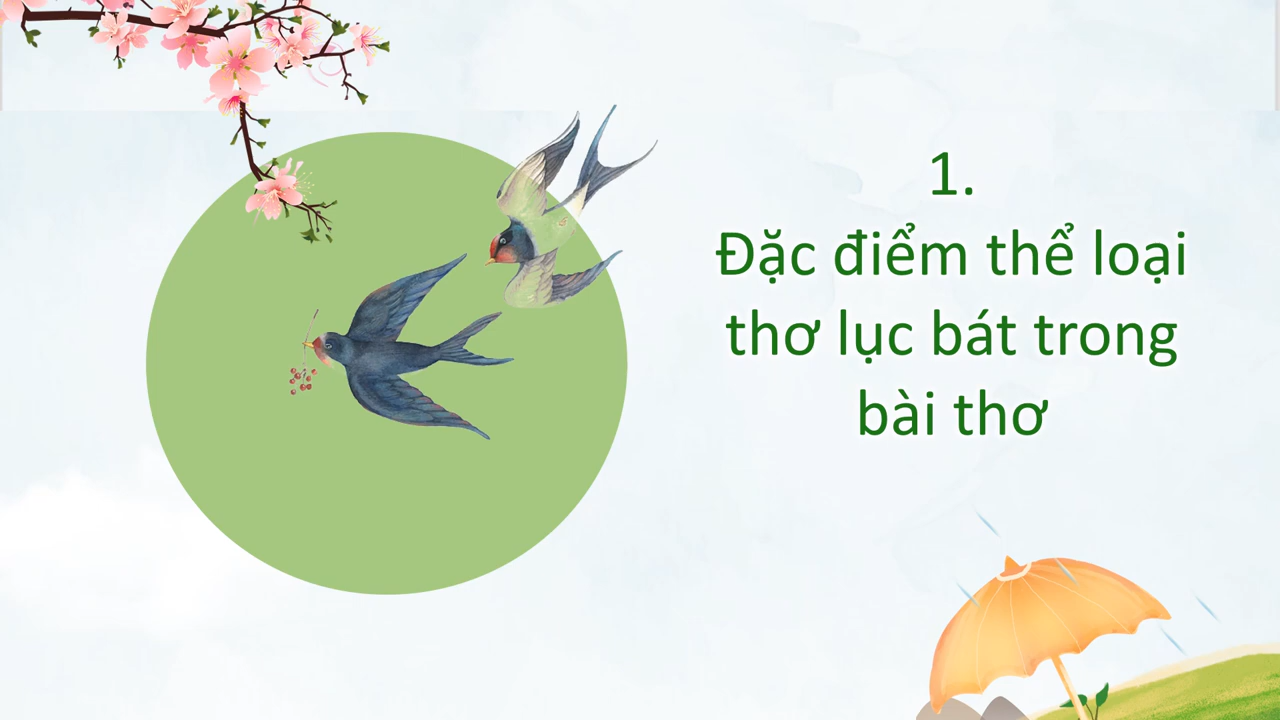 1.
Đặc điểm thể loại
thơ lục bát trong
bài thơ